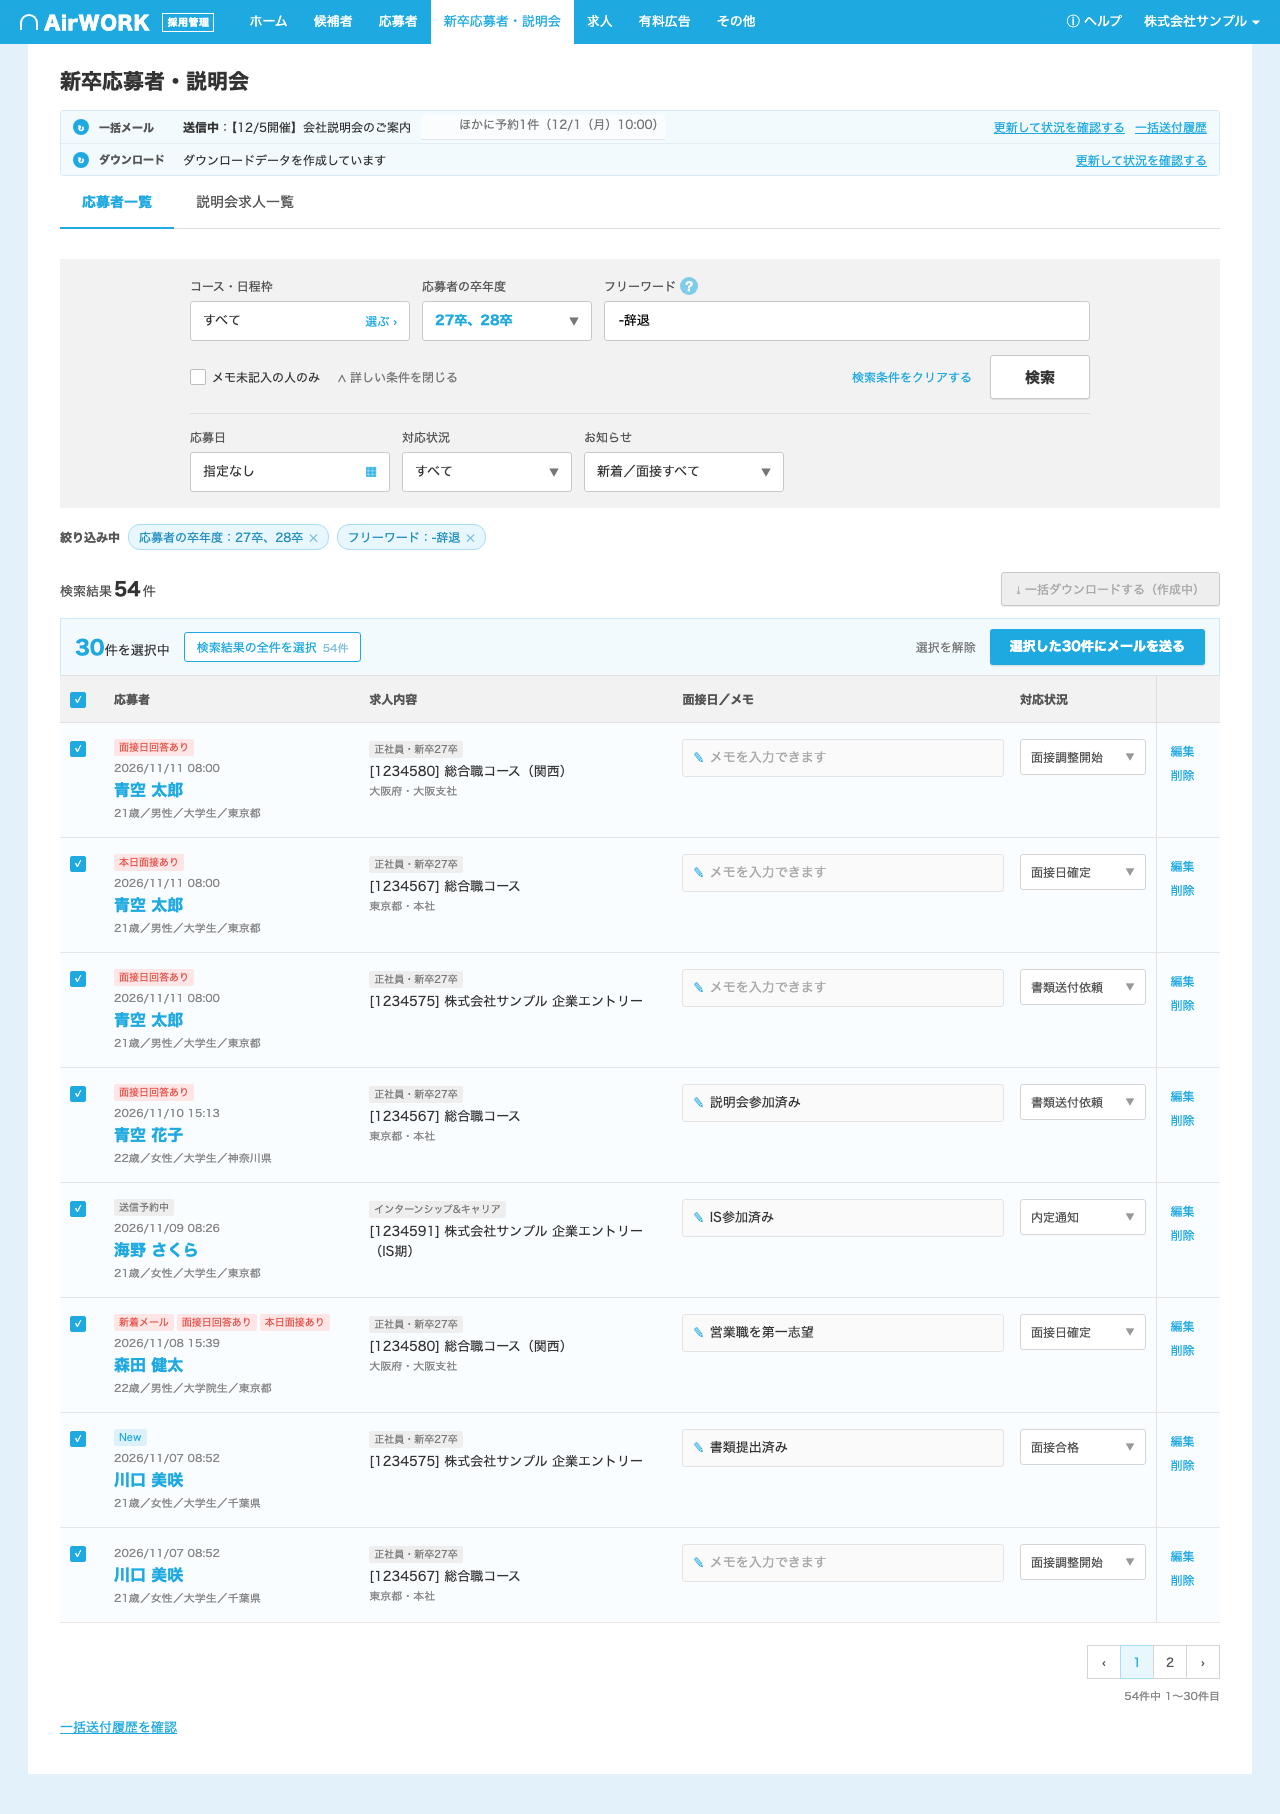 AirWORK 採用管理 ホーム 候補者 応募者 新卒応募者・説明会 求人 有料広告 その他 ヘルプ 株式会社サンプル
新卒応募者・説明会
一括メール 送信中：【12/5開催】会社説明会のご案内 ほかに予約1件（12/1（月）10:00） 更新して状況を確認する 一括送付履歴
ダウンロード ダウンロードデータを作成しています 更新して状況を確認する
応募者一覧 説明会求人一覧
コース・日程枠 応募者の卒年度 フリーワード ?
すべて 選ぶ › 27卒、28卒 ▼ -辞退
メモ未記入の人のみ ∧ 詳しい条件を閉じる 検索条件をクリアする 検索
応募日 対応状況 お知らせ
指定なし すべて ▼ 新着／面接すべて ▼
絞り込み中 応募者の卒年度：27卒、28卒 × フリーワード：-辞退 ×
検索結果 54 件 ↓ 一括ダウンロードする（作成中）
30件を選択中 検索結果の全件を選択 54件 選択を解除 選択した30件にメールを送る
応募者 求人内容 面接日／メモ 対応状況
面接日回答あり 正社員・新卒27卒 メモを入力できます 面接調整開始 ▼ 編集
2026/11/11 08:00 [1234580] 総合職コース（関西） 削除
青空 太郎 大阪府・大阪支社
21歳／男性／大学生／東京都
本日面接あり 正社員・新卒27卒 メモを入力できます 面接日確定 ▼ 編集
2026/11/11 08:00 [1234567] 総合職コース 削除
青空 太郎 東京都・本社
21歳／男性／大学生／東京都
面接日回答あり 正社員・新卒27卒 メモを入力できます 書類送付依頼 ▼ 編集
2026/11/11 08:00 [1234575] 株式会社サンプル 企業エントリー 削除
青空 太郎
21歳／男性／大学生／東京都
面接日回答あり 正社員・新卒27卒 説明会参加済み 書類送付依頼 ▼ 編集
2026/11/10 15:13 [1234567] 総合職コース 削除
青空 花子 東京都・本社
22歳／女性／大学生／神奈川県
送信予約中 インターンシップ&キャリア IS参加済み 内定通知 ▼ 編集
2026/11/09 08:26 [1234591] 株式会社サンプル 企業エントリー 削除
海野 さくら （IS期）
21歳／女性／大学生／東京都
新着メール 面接日回答あり 本日面接あり 正社員・新卒27卒 営業職を第一志望 面接日確定 ▼ 編集
2026/11/08 15:39 [1234580] 総合職コース（関西） 削除
森田 健太 大阪府・大阪支社
22歳／男性／大学院生／東京都
New 正社員・新卒27卒 書類提出済み 面接合格 ▼ 編集
2026/11/07 08:52 [1234575] 株式会社サンプル 企業エントリー 削除
川口 美咲
21歳／女性／大学生／千葉県
2026/11/07 08:52 正社員・新卒27卒 メモを入力できます 面接調整開始 ▼ 編集
川口 美咲 [1234567] 総合職コース 削除
21歳／女性／大学生／千葉県 東京都・本社
‹ 1 2 ›
54件中 1〜30件目
一括送付履歴を確認